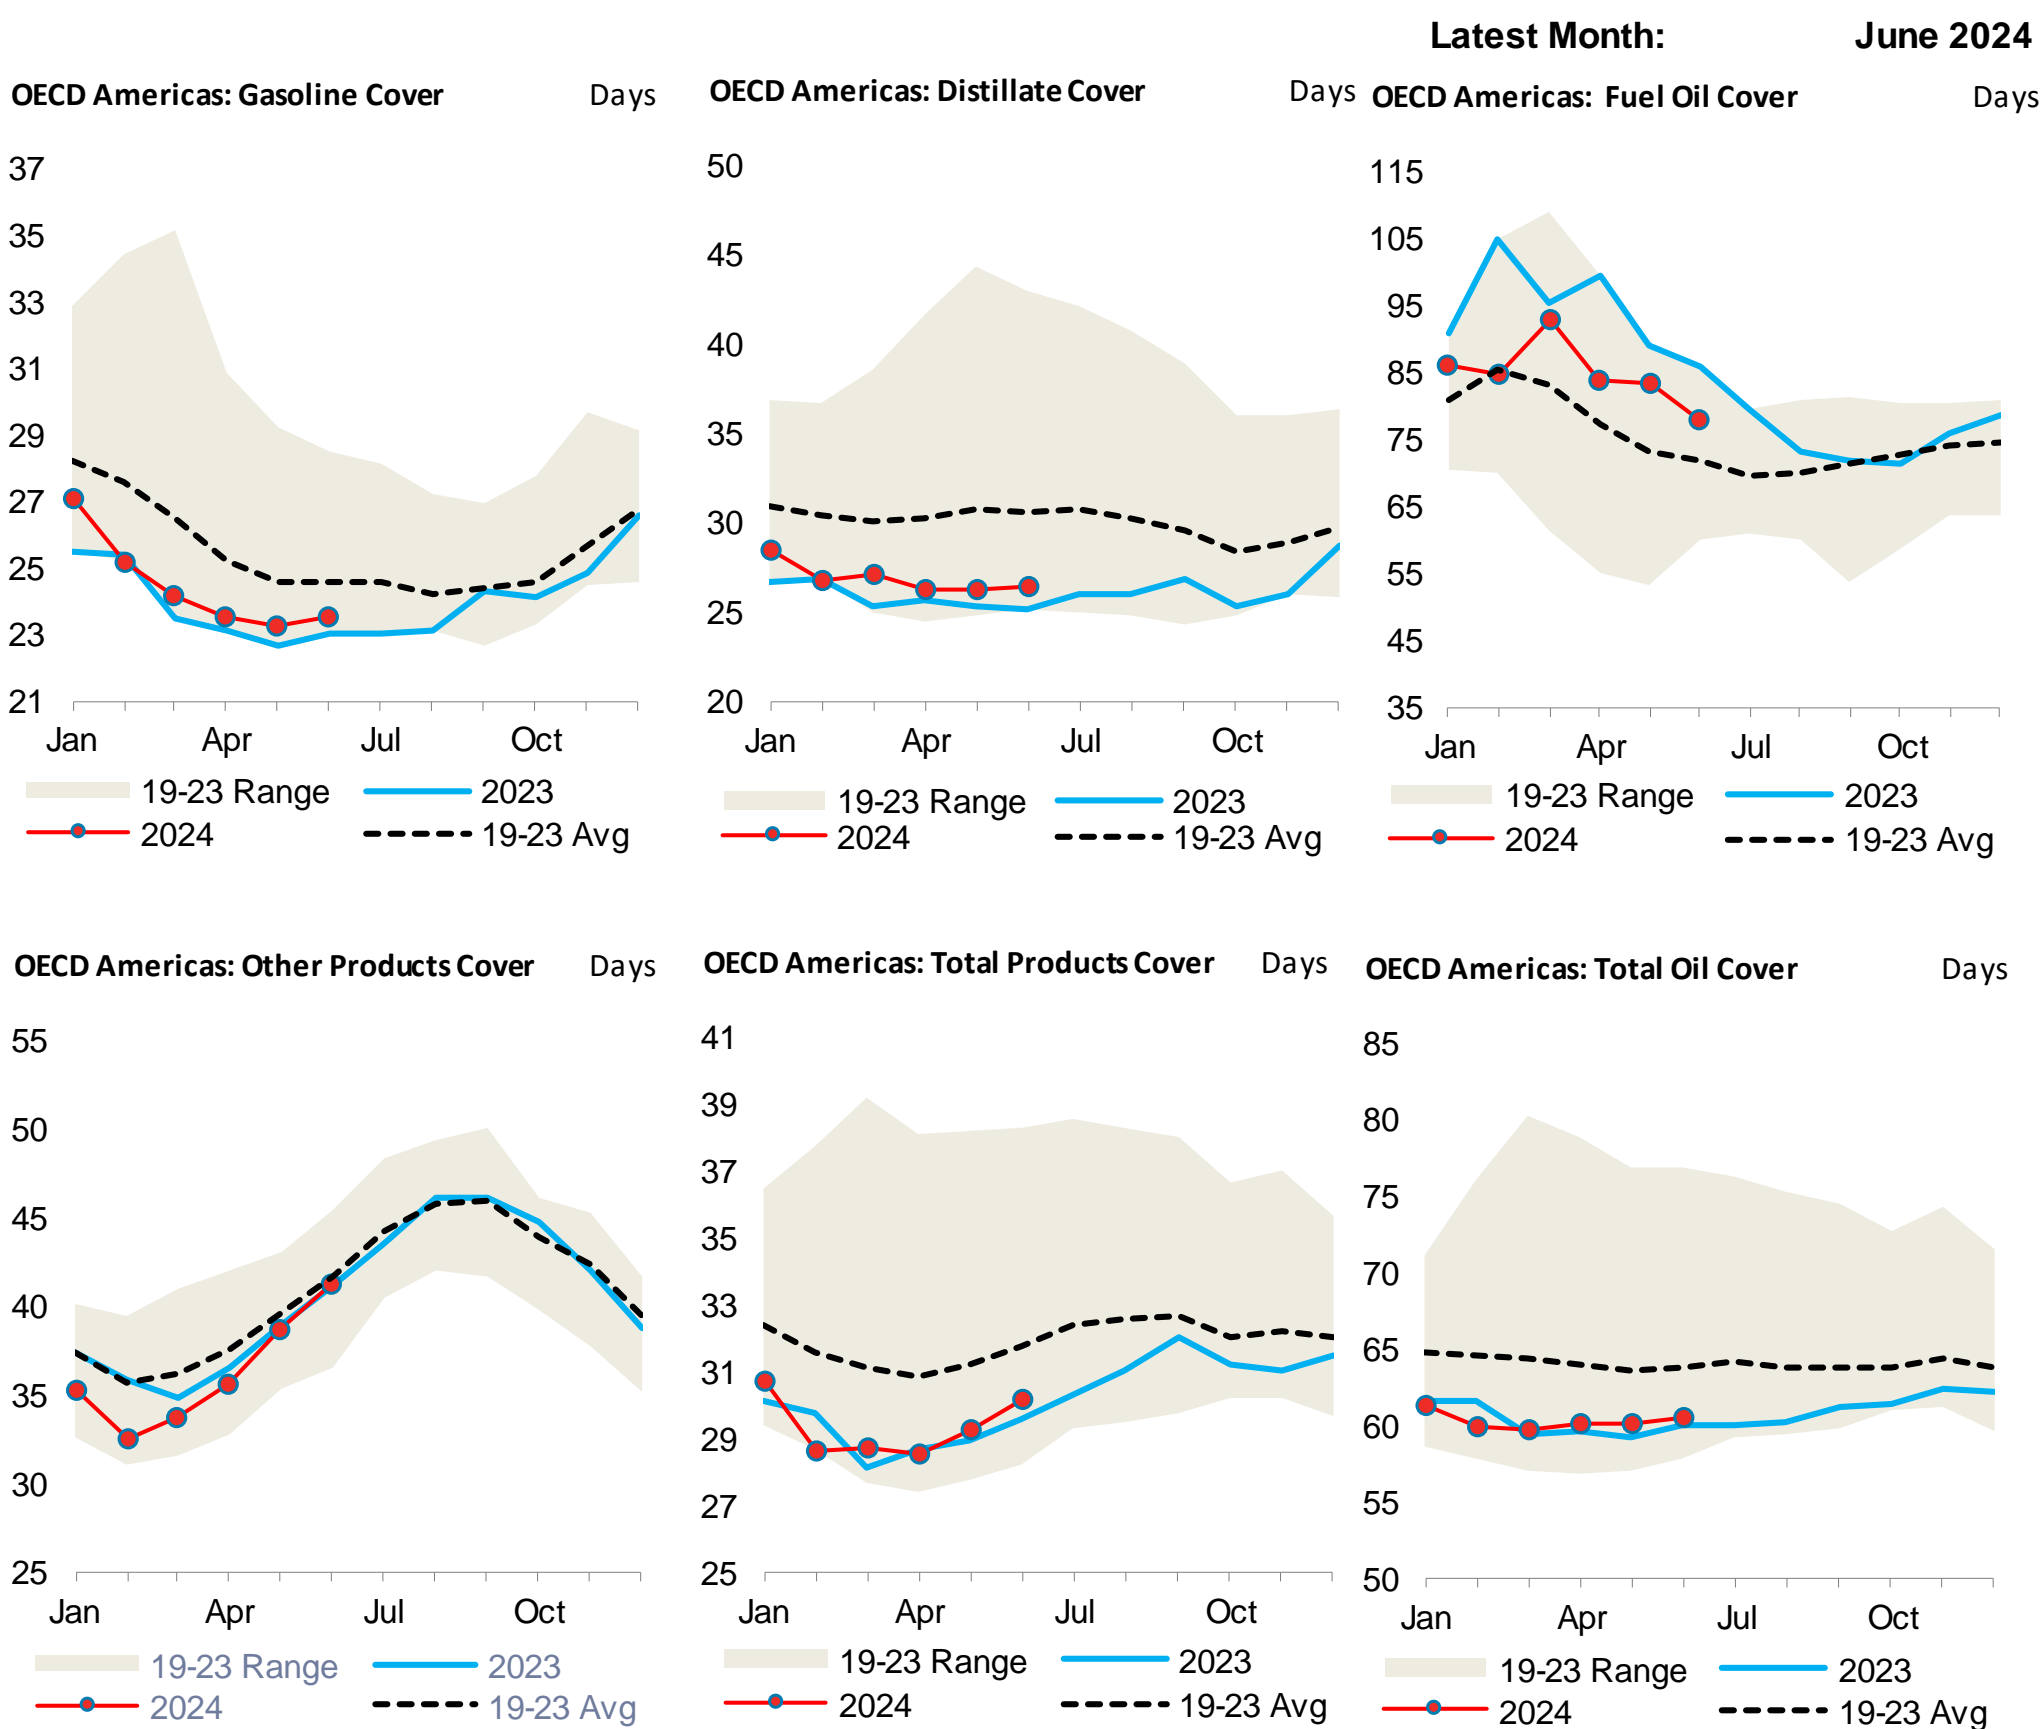 Latest Month: June 2024
OECD Americas: Gasoline Cover Days
37
35
33
31
29
27
25
23
21
Jan Apr Jul Oct
19-23 Range 2023
2024 19-23 Avg
OECD Americas: Distillate Cover Days
50
45
40
35
30
25
20
Jan Apr Jul Oct
19-23 Range 2023
2024 19-23 Avg
OECD Americas: Fuel Oil Cover Days
115
105
95
85
75
65
55
45
35
Jan Apr Jul Oct
19-23 Range 2023
2024 19-23 Avg
OECD Americas: Other Products Cover Days
55
50
45
40
35
30
25
Jan Apr Jul Oct
19-23 Range 2023
2024 19-23 Avg
OECD Americas: Total Products Cover Days
41
39
37
35
33
31
29
27
25
Jan Apr Jul Oct
19-23 Range 2023
2024 19-23 Avg
OECD Americas: Total Oil Cover Days
85
80
75
70
65
60
55
50
Jan Apr Jul Oct
19-23 Range 2023
2024 19-23 Avg